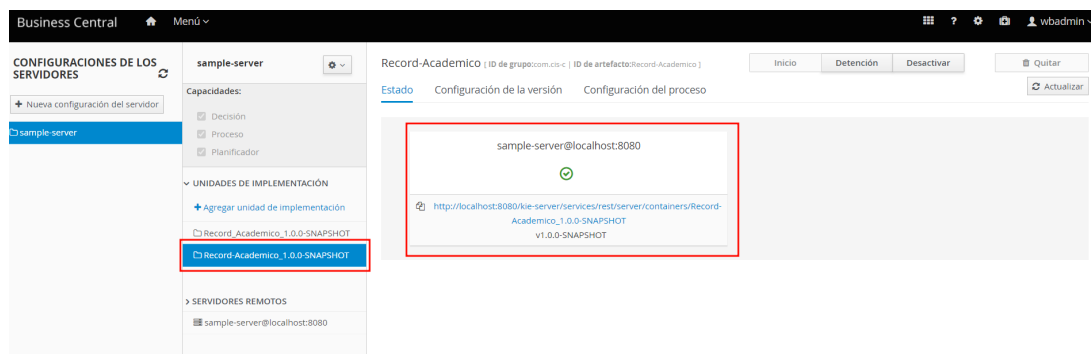 Business Central Menú ? wbadmin
CONFIGURACIONES DE LOS
SERVIDORES
+ Nueva configuración del servidor
sample-server
sample-server
Capacidades:
Decisión
Proceso
Planificador
UNIDADES DE IMPLEMENTACIÓN
+ Agregar unidad de implementación
Record_Academico_1.0.0-SNAPSHOT
Record-Academico_1.0.0-SNAPSHOT
SERVIDORES REMOTOS
sample-server@localhost:8080
Record-Academico [ ID de grupo:com.cis-c | ID de artefacto:Record-Academico ]
Inicio Detención Desactivar Quitar
Actualizar
Estado Configuración de la versión Configuración del proceso
sample-server@localhost:8080
http://localhost:8080/kie-server/services/rest/server/containers/Record-
Academico_1.0.0-SNAPSHOT
v1.0.0-SNAPSHOT